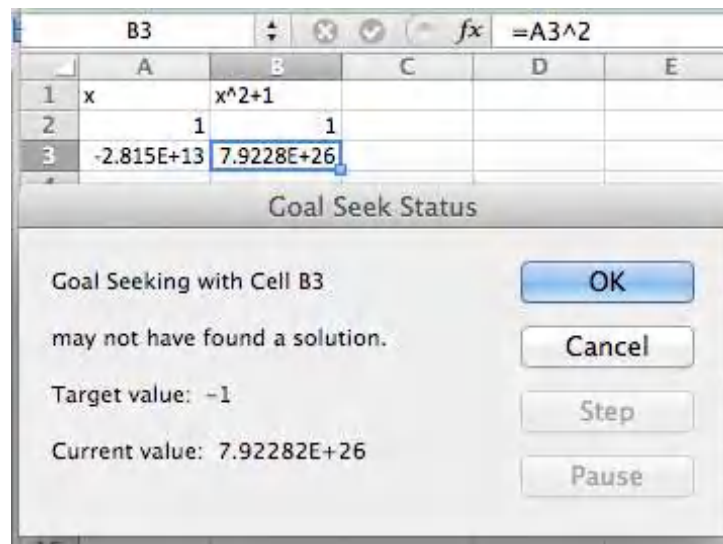 B3 fx =A3^2
A B C D E
1 x x^2+1
2 1 1
3 -2.815E+13 7.9228E+26
Goal Seek Status
Goal Seeking with Cell B3
may not have found a solution.
Target value: -1
Current value: 7.92282E+26
OK
Cancel
Step
Pause